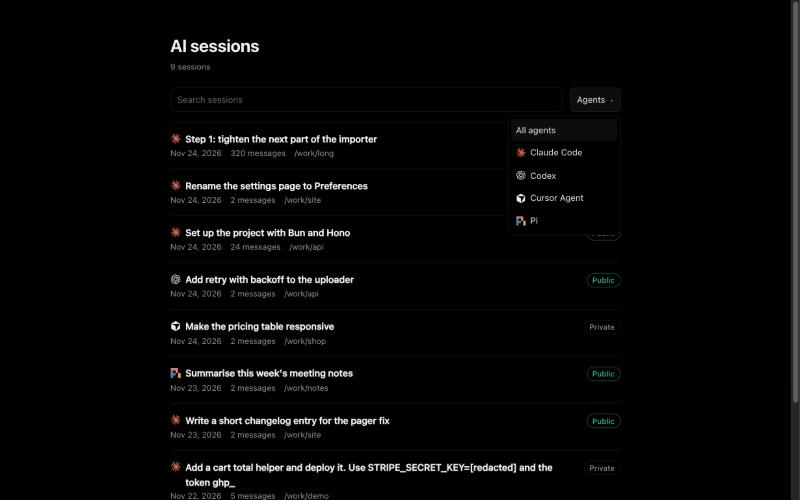 AI sessions
9 sessions
Search sessions
Agents
All agents
Claude Code
Codex
Cursor Agent
Pi
Step 1: tighten the next part of the importer
Nov 24, 2026 320 messages /work/long
Rename the settings page to Preferences
Nov 24, 2026 2 messages /work/site
Set up the project with Bun and Hono
Nov 24, 2026 24 messages /work/api
Add retry with backoff to the uploader
Public
Nov 24, 2026 2 messages /work/api
Make the pricing table responsive
Private
Nov 24, 2026 2 messages /work/shop
Summarise this week's meeting notes
Public
Nov 23, 2026 2 messages /work/notes
Write a short changelog entry for the pager fix
Public
Nov 23, 2026 2 messages /work/site
Add a cart total helper and deploy it. Use STRIPE_SECRET_KEY=[redacted] and the
token ghp_
Private
Nov 22, 2026 5 messages /work/demo